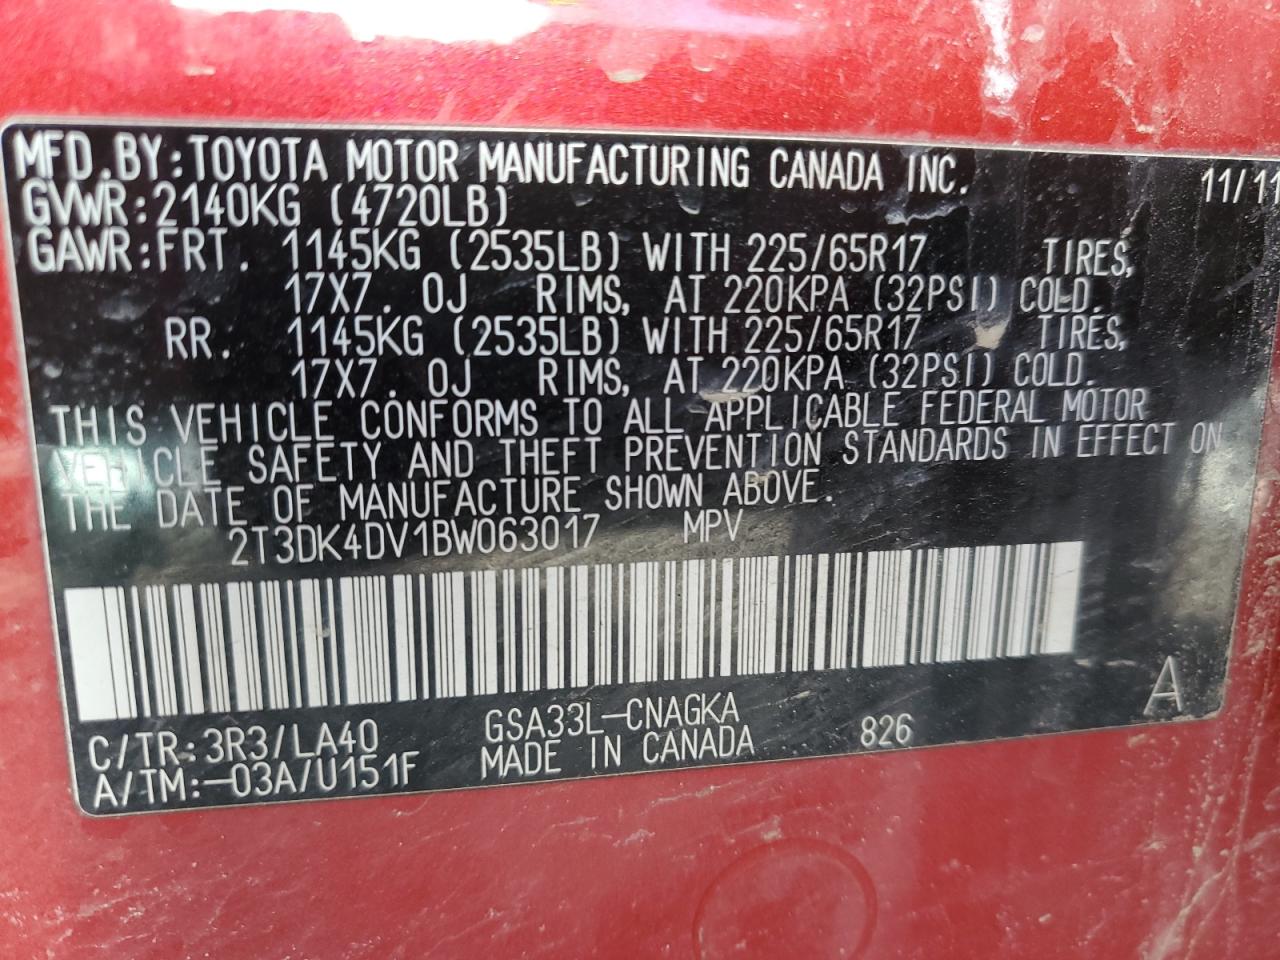 MFD.BY:TOYOTA MOTOR MANUFACTURING CANADA INC. 11/11
GVWR:2140KG (4720LB)
GAWR:FRT. 1145KG (2535LB) WITH 225/65R17 TIRES,
17X7.0J RIMS, AT 220KPA (32PSI) COLD.
RR. 1145KG (2535LB) WITH 225/65R17 TIRES,
17X7.0J RIMS, AT 220KPA (32PSI) COLD.
THIS VEHICLE CONFORMS TO ALL APPLICABLE FEDERAL MOTOR
VEHICLE SAFETY AND THEFT PREVENTION STANDARDS IN EFFECT ON
THE DATE OF MANUFACTURE SHOWN ABOVE.
2T3DK4DV1BW063017 MPV
A
C/TR:3R3/LA40 GSA33L-CNAGKA 826
A/TM:-03A/U151F MADE IN CANADA